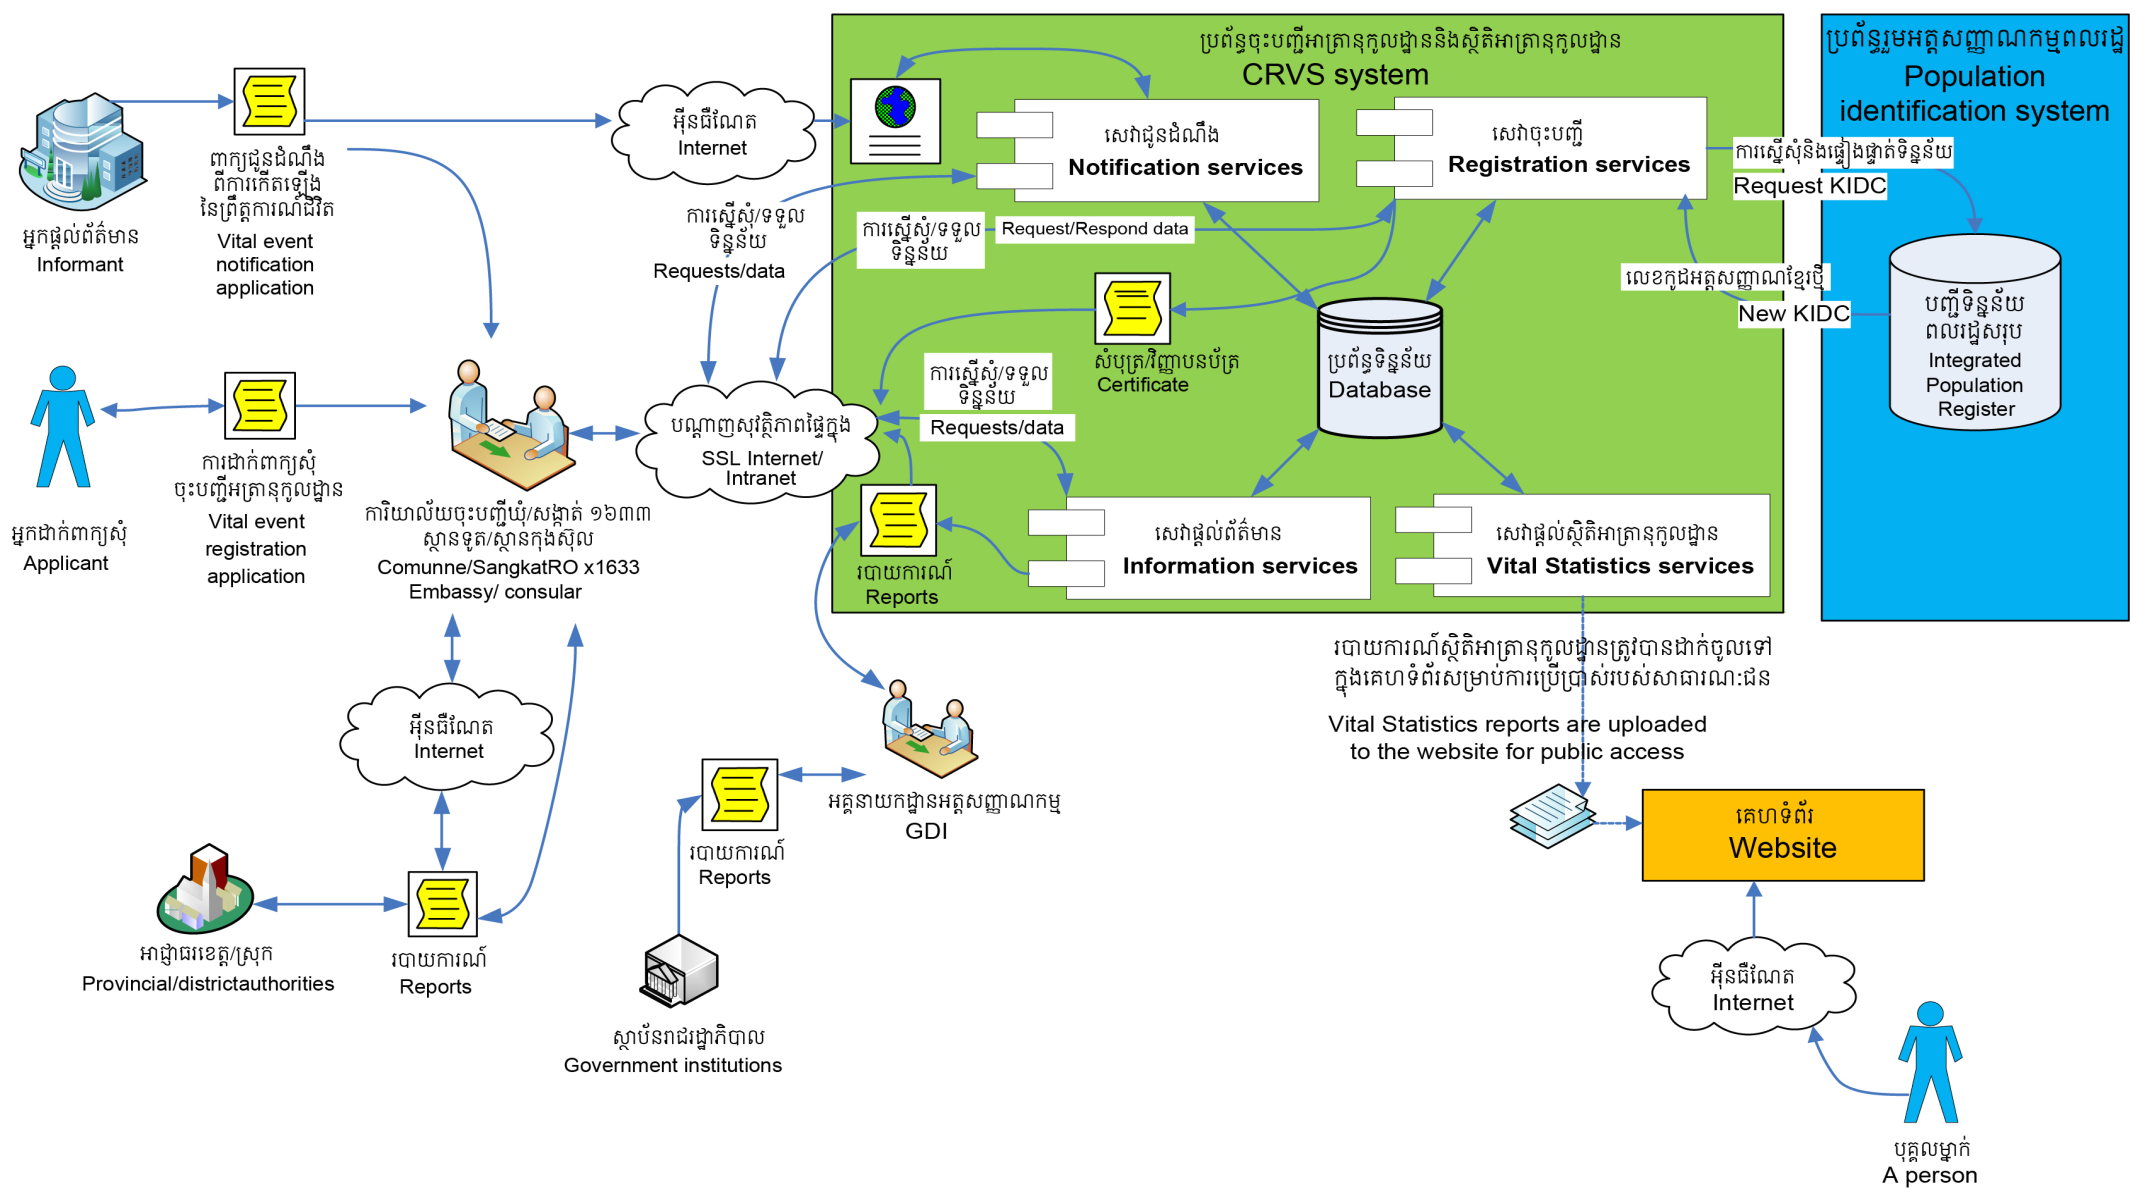 ប្រព័ន្ធចុះបញ្ជីអាត្រានុកូលដ្ឋាននិងស្ថិតិអាត្រានុកូលដ្ឋាន
CRVS system
ប្រព័ន្ធរួមអត្តសញ្ញាណកម្មពលរដ្ឋ
Population
identification system
អ្នកផ្តល់ព័ត៌មាន
Informant
ពាក្យជូនដំណឹង
ពីការកើតឡើង
នៃព្រឹត្តការណ៍ជីវិត
Vital event
notification
application
អ៊ីនធឺណែត
Internet
សេវាជូនដំណឹង
Notification services
សេវាចុះបញ្ជី
Registration services
ការស្នើសុំនិងផ្ទៀងផ្ទាត់ទិន្នន័យ
Request KIDC
ការស្នើសុំ/ទទួល
ទិន្នន័យ
Requests/data
ការស្នើសុំ/ទទួល
ទិន្នន័យ
Request/Respond data
លេខកូដអត្តសញ្ញាណខ្មែរថ្មី
New KIDC
បញ្ជីទិន្នន័យ
ពលរដ្ឋសរុប
Integrated
Population
Register
សំបុត្រ/វិញ្ញាបនប័ត្រ
Certificate
ប្រព័ន្ធទិន្នន័យ
Database
ការស្នើសុំ/ទទួល
ទិន្នន័យ
Requests/data
អ្នកដាក់ពាក្យសុំ
Applicant
ការដាក់ពាក្យសុំ
ចុះបញ្ជីអត្រានុកូលដ្ឋាន
Vital event
registration
application
ការិយាល័យចុះបញ្ជីឃុំ/សង្កាត់ ១៦៣៣
ស្ថានទូត/ស្ថានកុងស៊ុល
Comunne/SangkatRO x1633
Embassy/ consular
បណ្តាញសុវត្ថិភាពផ្ទៃក្នុង
SSL Internet/
Intranet
របាយការណ៍
Reports
សេវាផ្តល់ព័ត៌មាន
Information services
សេវាផ្តល់ស្ថិតិអាត្រានុកូលដ្ឋាន
Vital Statistics services
របាយការណ៍ស្ថិតិអាត្រានុកូលដ្ឋានត្រូវបានដាក់ចូលទៅ
ក្នុងគេហទំព័រសម្រាប់ការប្រើប្រាស់របស់សាធារណៈជន
Vital Statistics reports are uploaded
to the website for public access
អ៊ីនធឺណែត
Internet
អគ្គនាយកដ្ឋានអត្តសញ្ញាណកម្ម
GDI
របាយការណ៍
Reports
គេហទំព័រ
Website
អាជ្ញាធរខេត្ត/ស្រុក
Provincial/districtauthorities
របាយការណ៍
Reports
ស្ថាប័នរាជរដ្ឋាភិបាល
Government institutions
អ៊ីនធឺណែត
Internet
បុគ្គលម្នាក់
A person